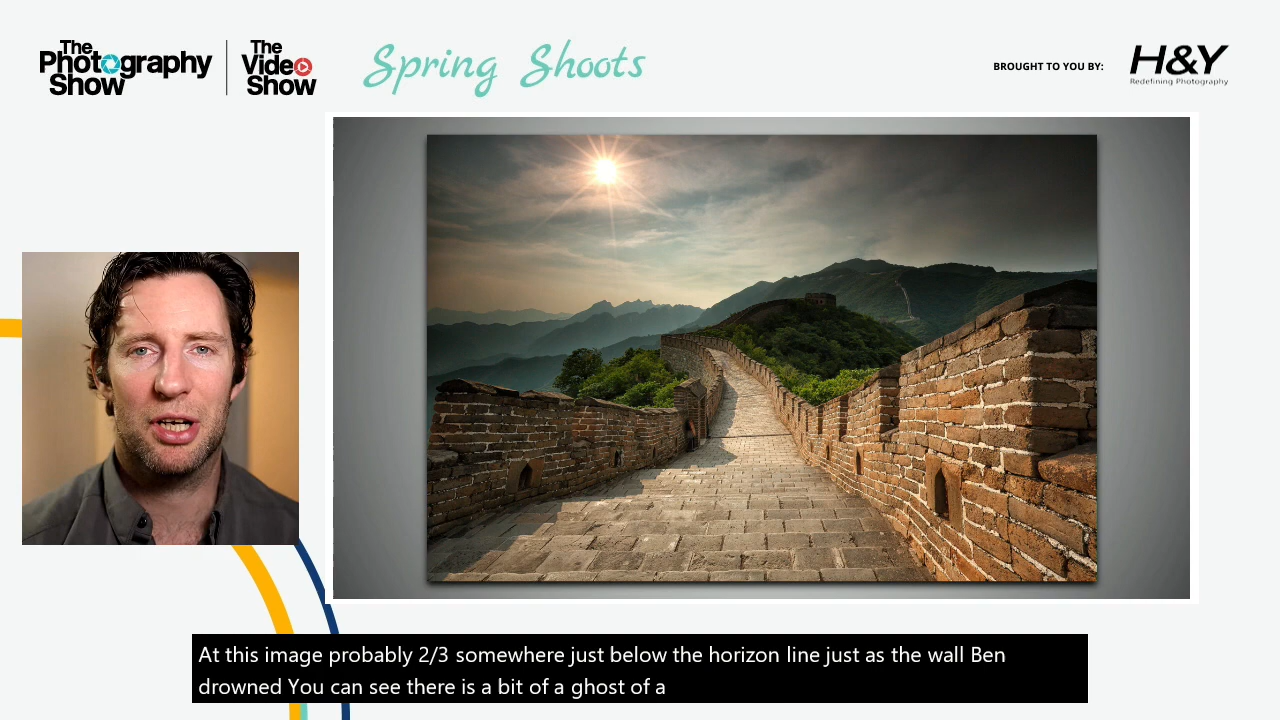 The Photography Show
The Video Show
Spring Shoots
BROUGHT TO YOU BY:
H&Y
Redefining Photography
At this image probably 2/3 somewhere just below the horizon line just as the wall Ben
drowned You can see there is a bit of a ghost of a